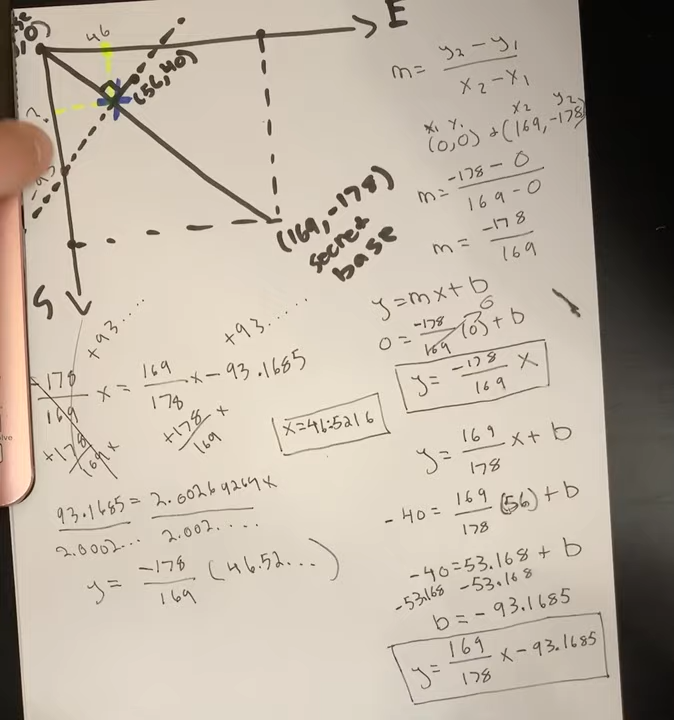 E
46
(56,40)
(169,-178)
secret
base
S
m = y2 - y1 / x2 - x1
x1 y1 x2 y2
(0,0) + (169,-178)
m = -178 - 0 / 169 - 0
m = -178 / 169
y = mx + b
0 = -178/169 (0) + b
0
y = -178/169 x
+93.... +93.....
-178/169 x = 169/178 x - 93.1685
+178/169 x +178/169 +
x = 46.5216
93.1685 = 2.00269269x
2.0002... 2.002....
y = -178/169 (46.52...)
y = 169/178 x + b
-40 = 169/178 (56) + b
-40 = 53.168 + b
-53.168 -53.168
b = -93.1685
y = 169/178 x - 93.1685